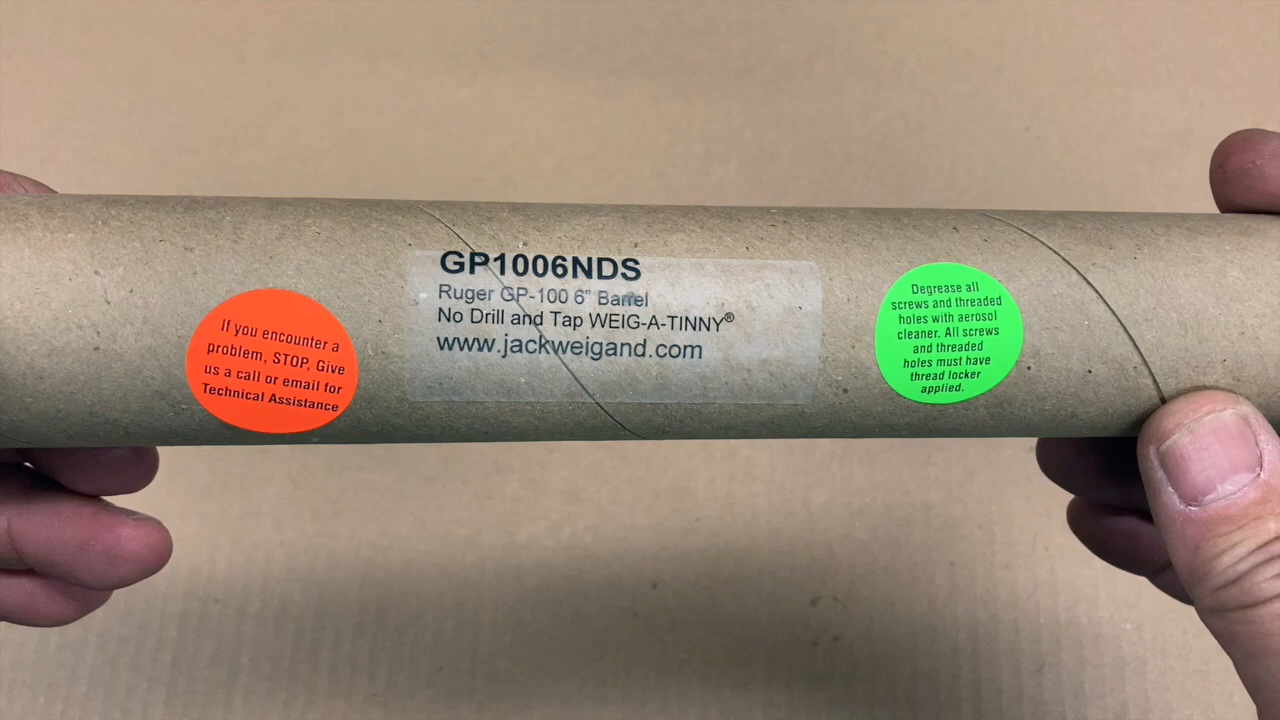 If you encounter a
problem, STOP, Give
us a call or email for
Technical Assistance
GP1006NDS
Ruger GP-100 6" Barrel
No Drill and Tap WEIG-A-TINNY®
www.jackweigand.com
Degrease all
screws and threaded
holes with aerosol
cleaner. All screws
and threaded
holes must have
thread locker
applied.